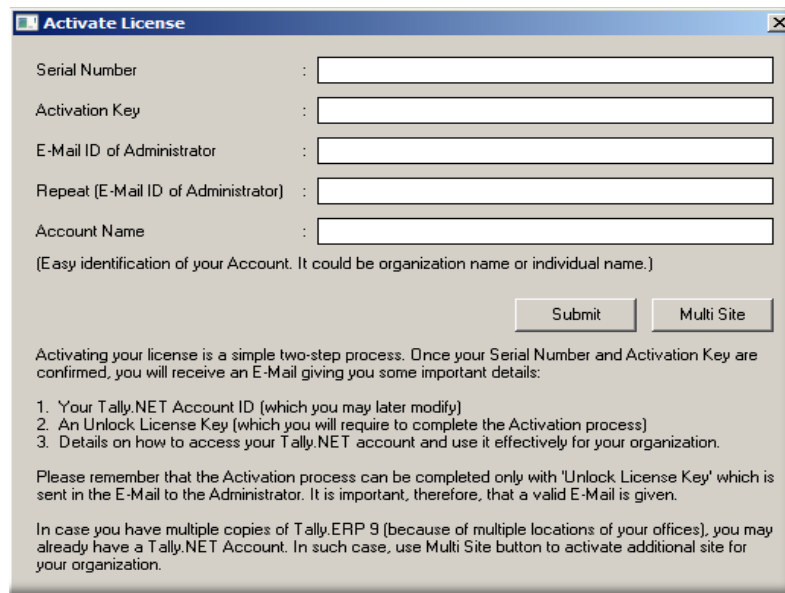 Activate License
Serial Number :
Activation Key :
E-Mail ID of Administrator :
Repeat (E-Mail ID of Administrator) :
Account Name :
(Easy identification of your Account. It could be organization name or individual name.)
Submit Multi Site
Activating your license is a simple two-step process. Once your Serial Number and Activation Key are
confirmed, you will receive an E-Mail giving you some important details:
1. Your Tally.NET Account ID (which you may later modify)
2. An Unlock License Key (which you will require to complete the Activation process)
3. Details on how to access your Tally.NET account and use it effectively for your organization.
Please remember that the Activation process can be completed only with 'Unlock License Key' which is
sent in the E-Mail to the Administrator. It is important, therefore, that a valid E-Mail is given.
In case you have multiple copies of Tally.ERP 9 (because of multiple locations of your offices), you may
already have a Tally.NET Account. In such case, use Multi Site button to activate additional site for
your organization.